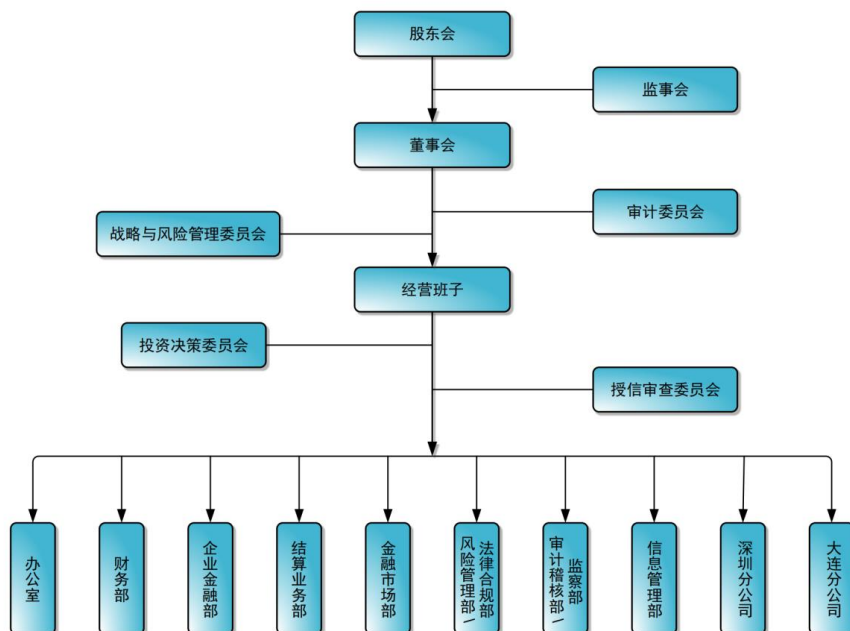 股东会
监事会
董事会
审计委员会
战略与风险管理委员会
经营班子
投资决策委员会
授信审查委员会
办公室
财务部
企业金融部
结算业务部
金融市场部
风险管理部/
法律合规部
审计稽核部/
监察部
信息管理部
深圳分公司
大连分公司